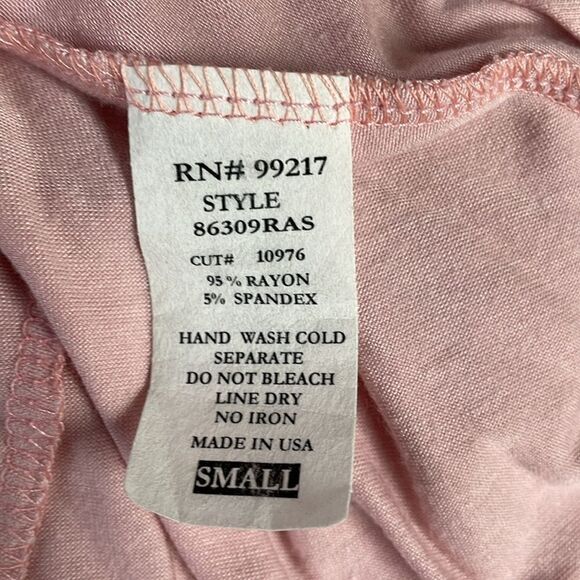 RN# 99217
STYLE
86309RAS
CUT# 10976
95% RAYON
5% SPANDEX
HAND WASH COLD
SEPARATE
DO NOT BLEACH
LINE DRY
NO IRON
MADE IN USA
SMALL